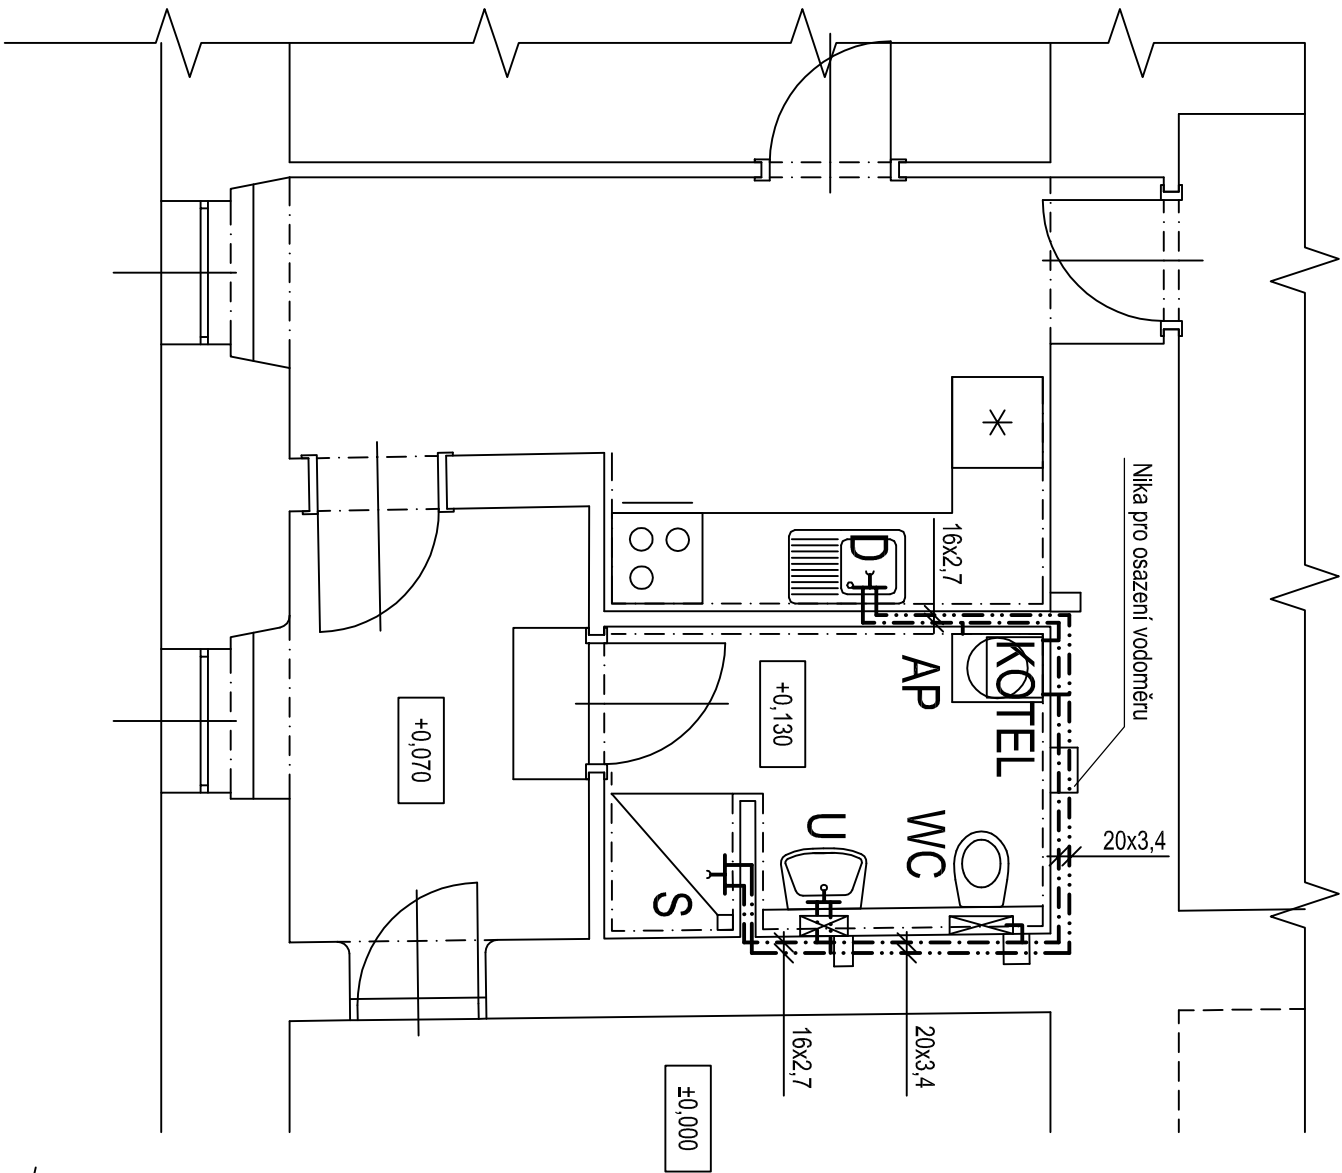 Nika pro osazení vodoměru
16x2,7
D
KOTEL
AP
+0,130
+0,070
20x3,4
WC
U
S
20x3,4
16x2,7
±0,000